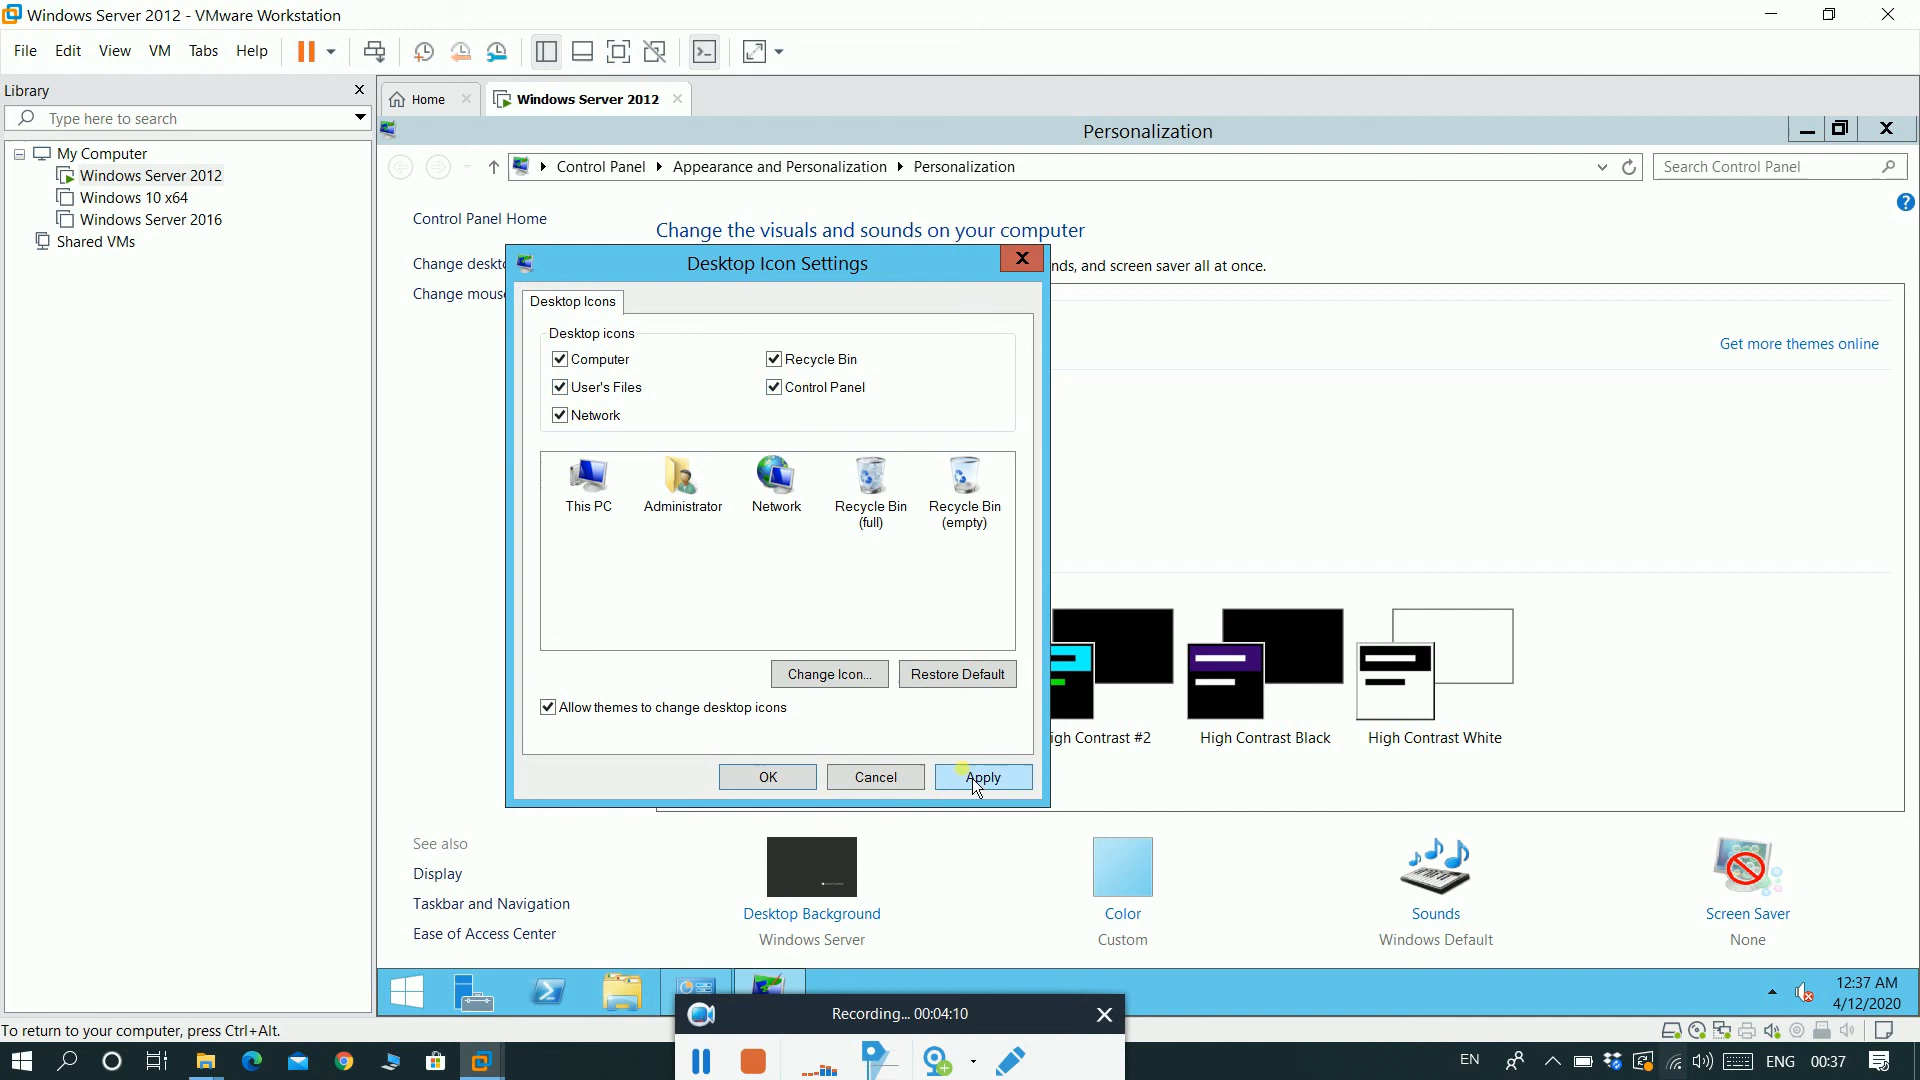 Windows Server 2012 - VMware Workstation
File Edit View VM Tabs Help
Library
Type here to search
My Computer
Windows Server 2012
Windows 10 x64
Windows Server 2016
Shared VMs
Home
Windows Server 2012
Personalization
Control Panel Appearance and Personalization Personalization
Search Control Panel
Control Panel Home
Change the visuals and sounds on your computer
Change deskto
nds, and screen saver all at once.
Change mouse
Get more themes online
Desktop Icon Settings
Desktop Icons
Desktop icons
Computer
Recycle Bin
User's Files
Control Panel
Network
This PC
Administrator
Network
Recycle Bin (full)
Recycle Bin (empty)
Change Icon...
Restore Default
Allow themes to change desktop icons
OK
Cancel
Apply
igh Contrast #2
High Contrast Black
High Contrast White
See also
Display
Taskbar and Navigation
Ease of Access Center
Desktop Background
Windows Server
Color
Custom
Sounds
Windows Default
Screen Saver
None
12:37 AM
4/12/2020
Recording... 00:04:10
To return to your computer, press Ctrl+Alt.
EN
ENG
00:37